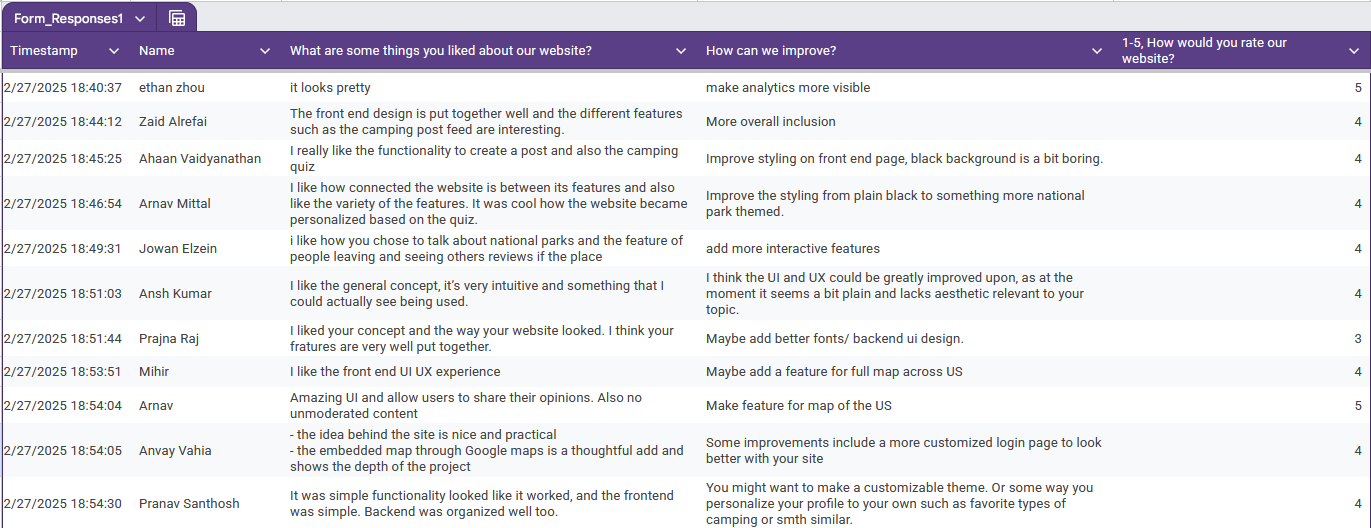 Form_Responses1
Timestamp
Name
What are some things you liked about our website?
How can we improve?
1-5, How would you rate our
website?
2/27/2025 18:40:37
ethan zhou
it looks pretty
make analytics more visible
5
2/27/2025 18:44:12
Zaid Alrefai
The front end design is put together well and the different features
such as the camping post feed are interesting.
More overall inclusion
4
2/27/2025 18:45:25
Ahaan Vaidyanathan
I really like the functionality to create a post and also the camping
quiz
Improve styling on front end page, black background is a bit boring.
4
2/27/2025 18:46:54
Arnav Mittal
I like how connected the website is between its features and also
like the variety of the features. It was cool how the website became
personalized based on the quiz.
Improve the styling from plain black to something more national
park themed.
4
2/27/2025 18:49:31
Jowan Elzein
i like how you chose to talk about national parks and the feature of
people leaving and seeing others reviews if the place
add more interactive features
4
2/27/2025 18:51:03
Ansh Kumar
I like the general concept, it's very intuitive and something that I
could actually see being used.
I think the UI and UX could be greatly improved upon, as at the
moment it seems a bit plain and lacks aesthetic relevant to your
topic.
4
2/27/2025 18:51:44
Prajna Raj
I liked your concept and the way your website looked. I think your
fratures are very well put together.
Maybe add better fonts/ backend ui design.
3
2/27/2025 18:53:51
Mihir
I like the front end UI UX experience
Maybe add a feature for full map across US
4
2/27/2025 18:54:04
Arnav
Amazing UI and allow users to share their opinions. Also no
unmoderated content
Make feature for map of the US
5
2/27/2025 18:54:05
Anvay Vahia
- the idea behind the site is nice and practical
- the embedded map through Google maps is a thoughtful add and
shows the depth of the project
Some improvements include a more customized login page to look
better with your site
4
2/27/2025 18:54:30
Pranav Santhosh
It was simple functionality looked like it worked, and the frontend
was simple. Backend was organized well too.
You might want to make a customizable theme. Or some way you
personalize your profile to your own such as favorite types of
camping or smth similar.
4